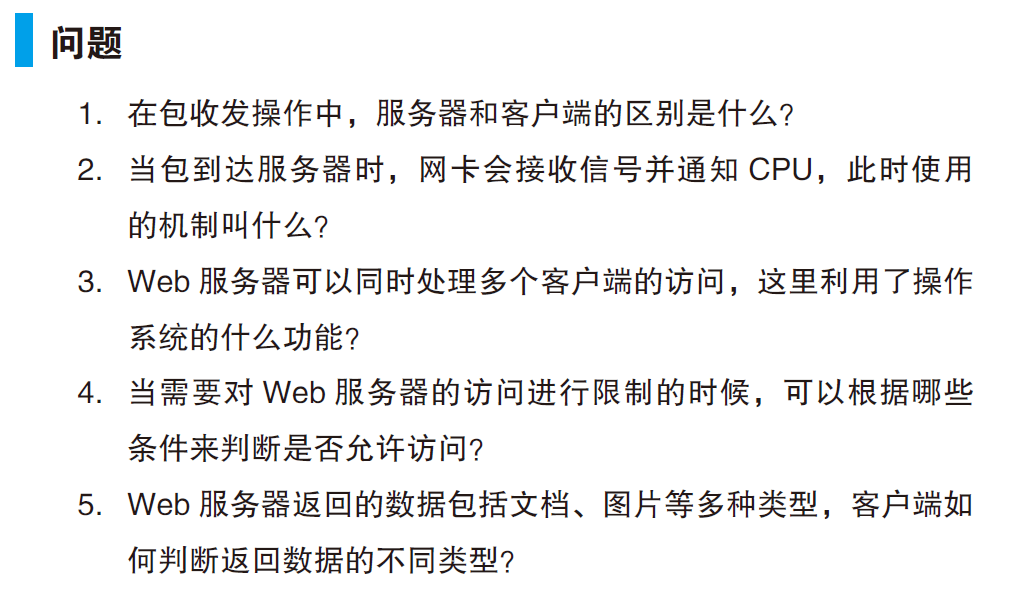 问题
1. 在包收发操作中，服务器和客户端的区别是什么？
2. 当包到达服务器时，网卡会接收信号并通知 CPU，此时使用
的机制叫什么？
3. Web 服务器可以同时处理多个客户端的访问，这里利用了操作
系统的什么功能？
4. 当需要对 Web 服务器的访问进行限制的时候，可以根据哪些
条件来判断是否允许访问？
5. Web 服务器返回的数据包括文档、图片等多种类型，客户端如
何判断返回数据的不同类型？